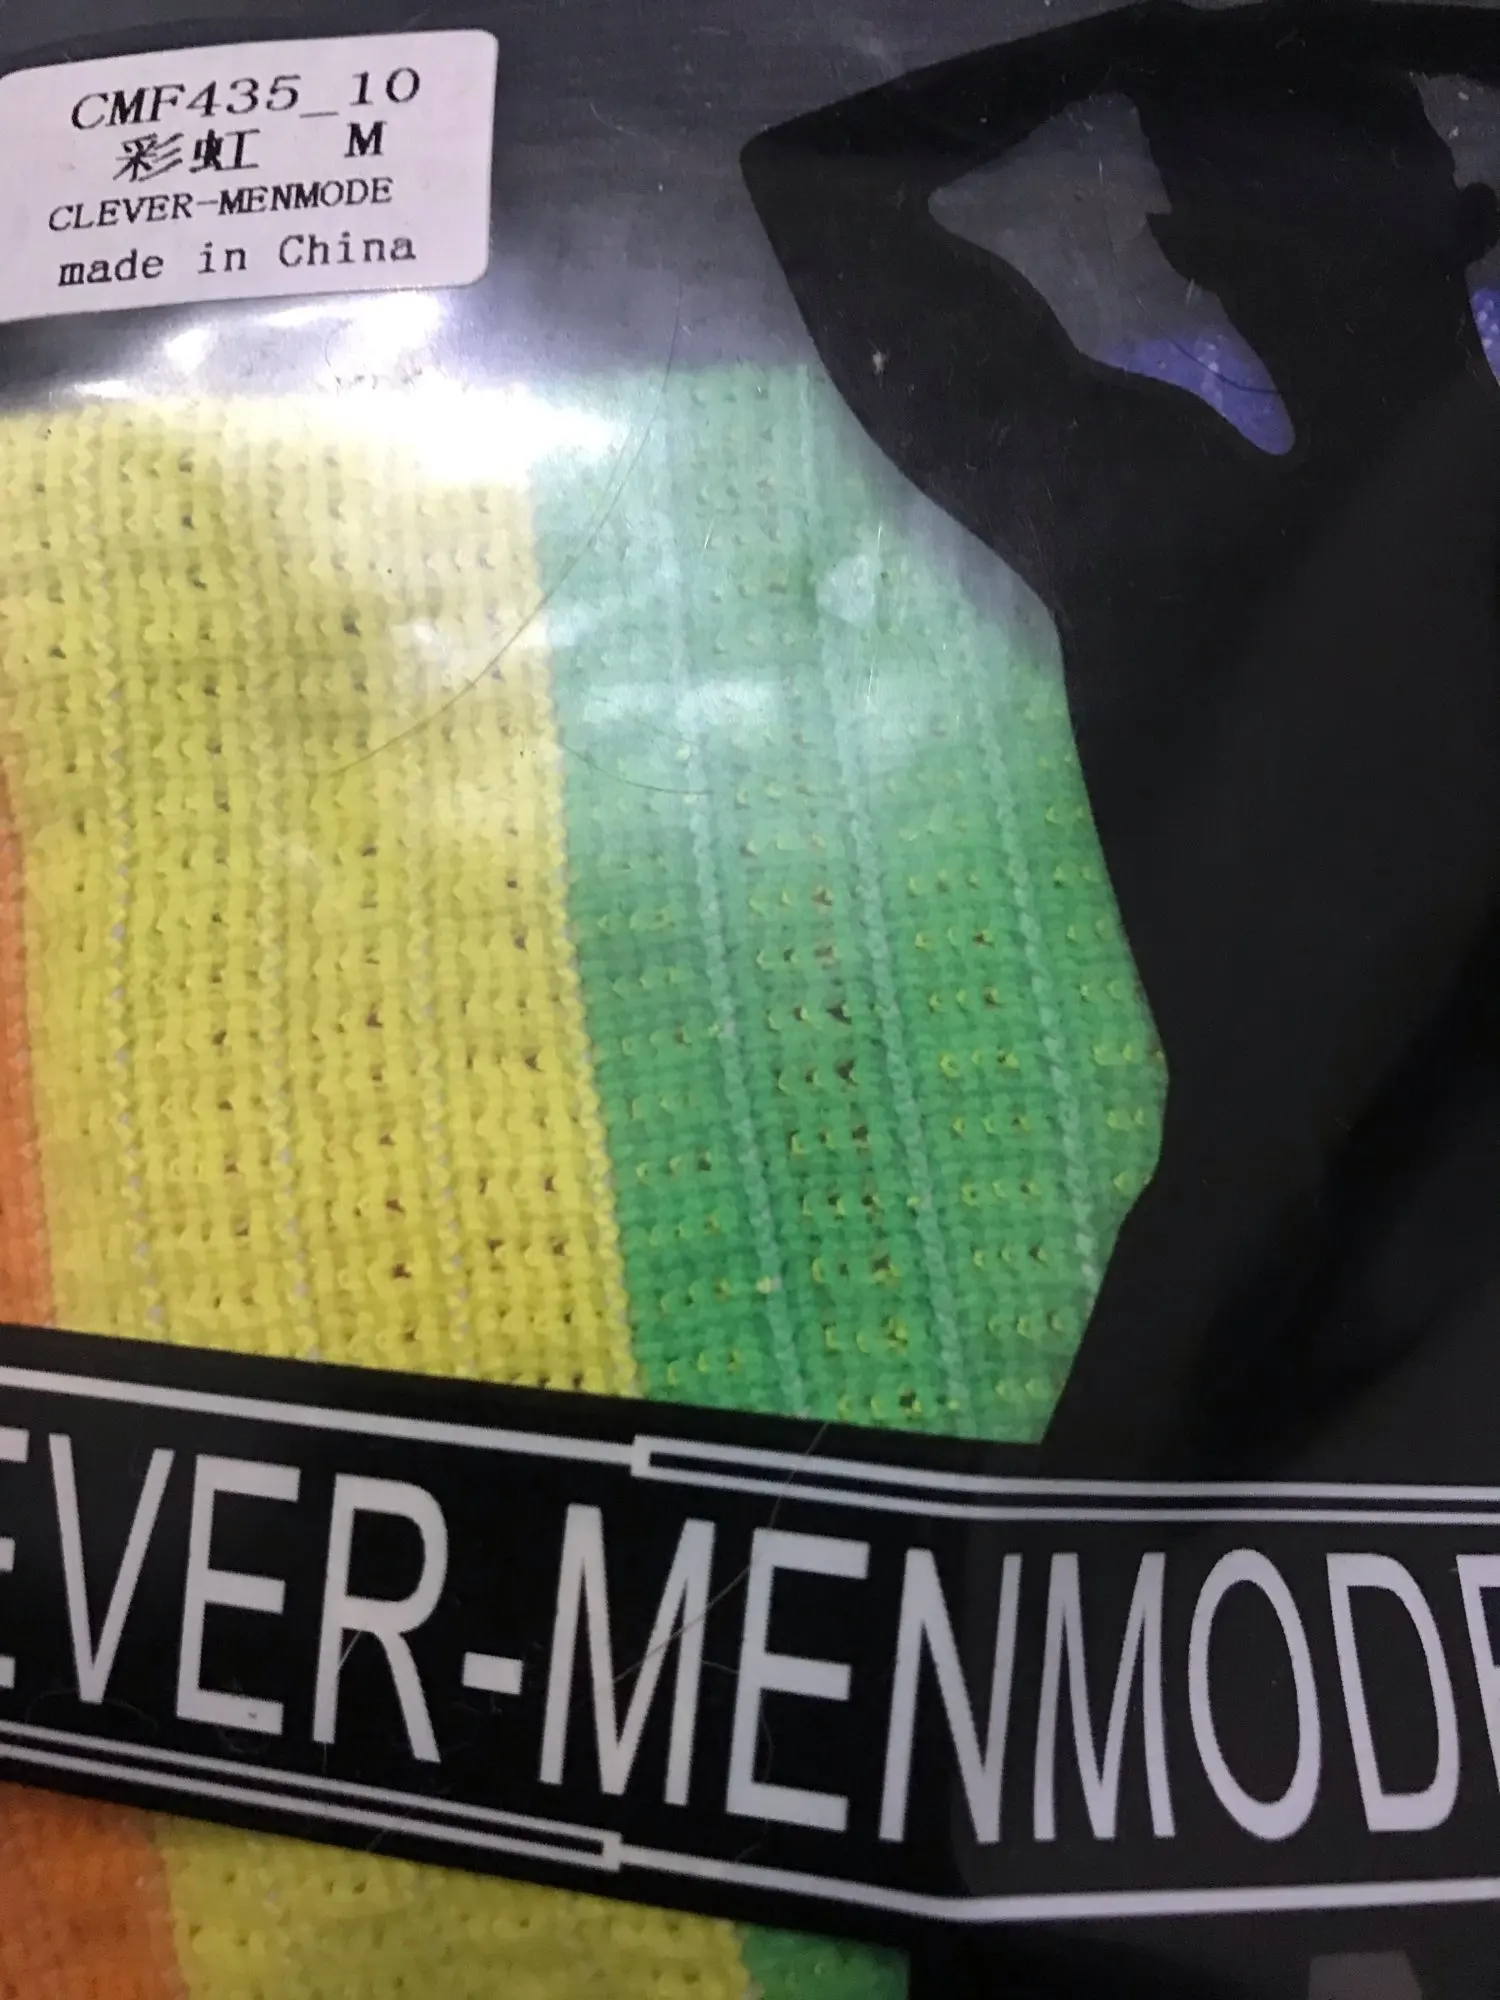 CMF435_10
彩虹 M
CLEVER-MENMODE
made in China
EVER-MENMODE